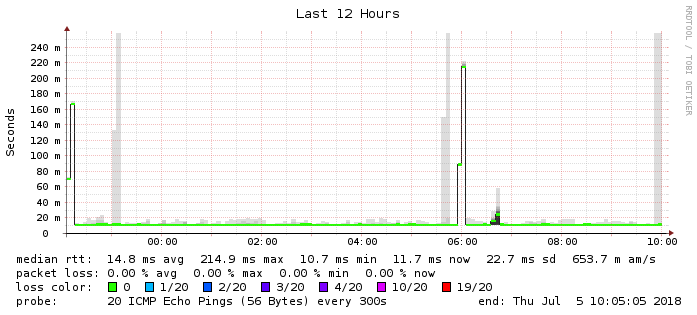 Last 12 Hours
RRDTOOL / TOBI OETIKER
Seconds
240 m
220 m
200 m
180 m
160 m
140 m
120 m
100 m
80 m
60 m
40 m
20 m
0
00:00 02:00 04:00 06:00 08:00 10:00
median rtt: 14.8 ms avg 214.9 ms max 10.7 ms min 11.7 ms now 22.7 ms sd 653.7 m am/s
packet loss: 0.00 % avg 0.00 % max 0.00 % min 0.00 % now
loss color: 0 1/20 2/20 3/20 4/20 10/20 19/20
probe: 20 ICMP Echo Pings (56 Bytes) every 300s end: Thu Jul 5 10:05:05 2018